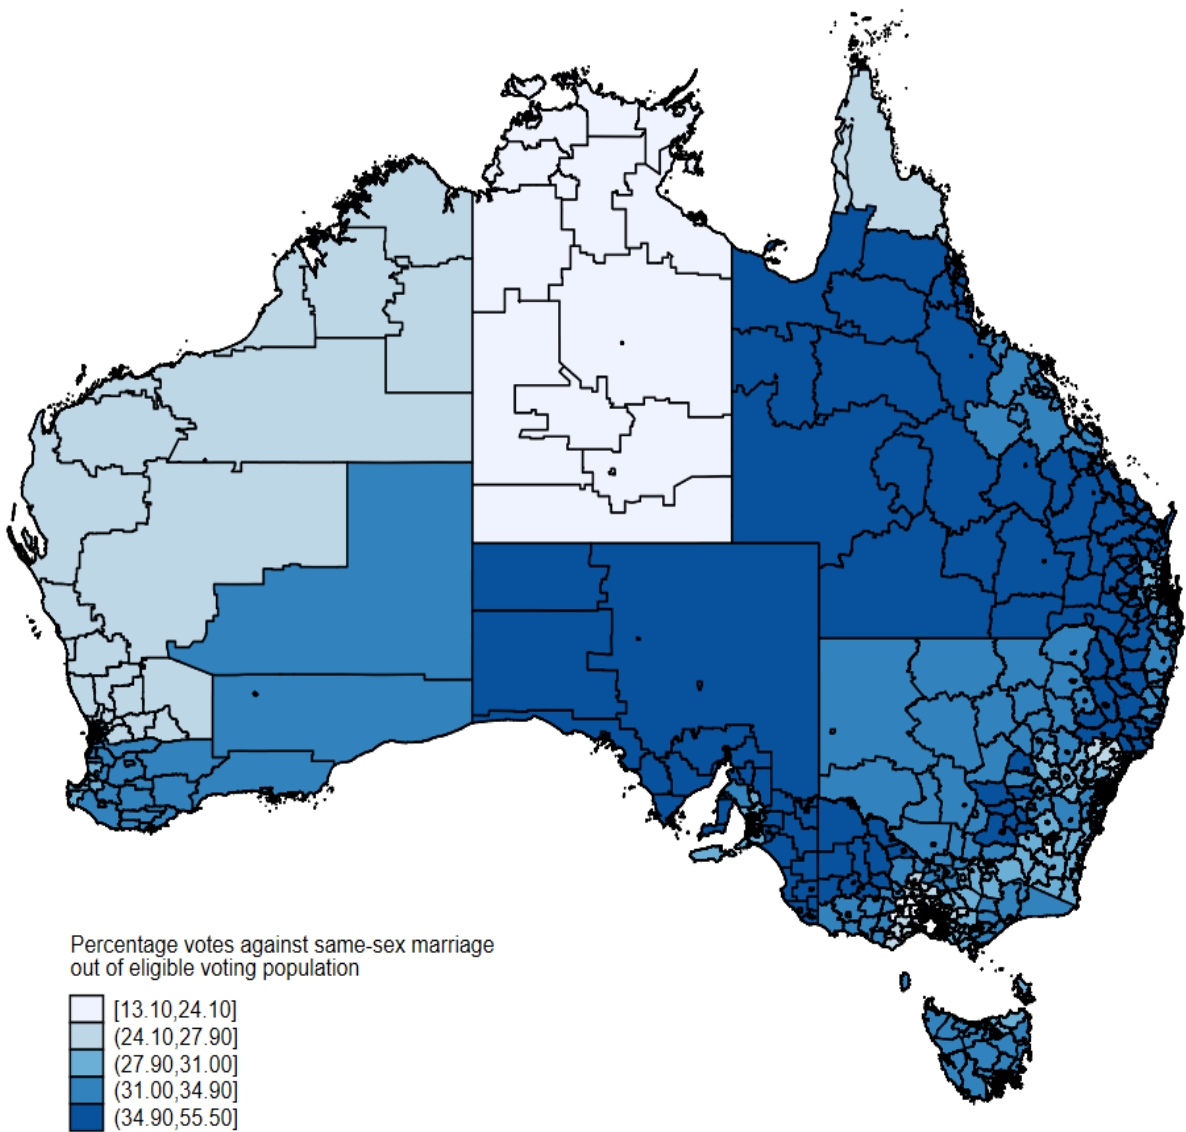 Percentage votes against same-sex marriage
out of eligible voting population
[13.10,24.10]
(24.10,27.90]
(27.90,31.00]
(31.00,34.90]
(34.90,55.50]